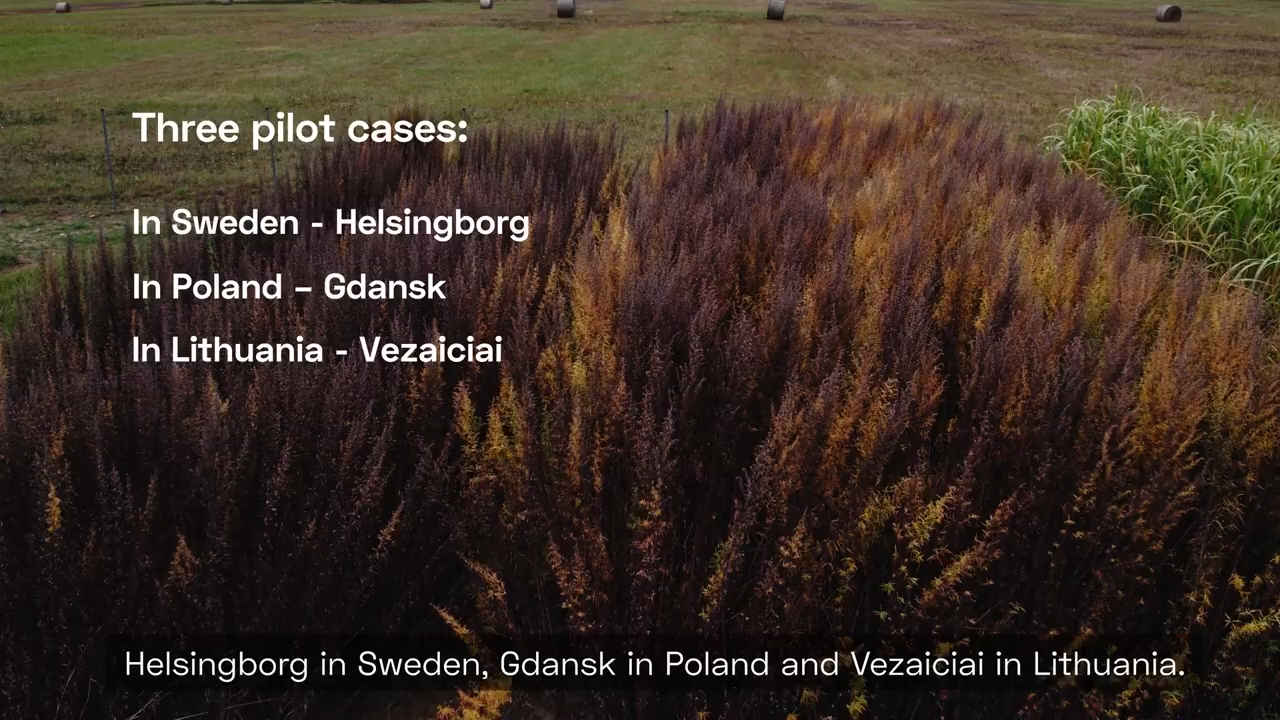 Three pilot cases:
In Sweden - Helsingborg
In Poland – Gdansk
In Lithuania - Vezaiciai
Helsingborg in Sweden, Gdansk in Poland and Vezaiciai in Lithuania.